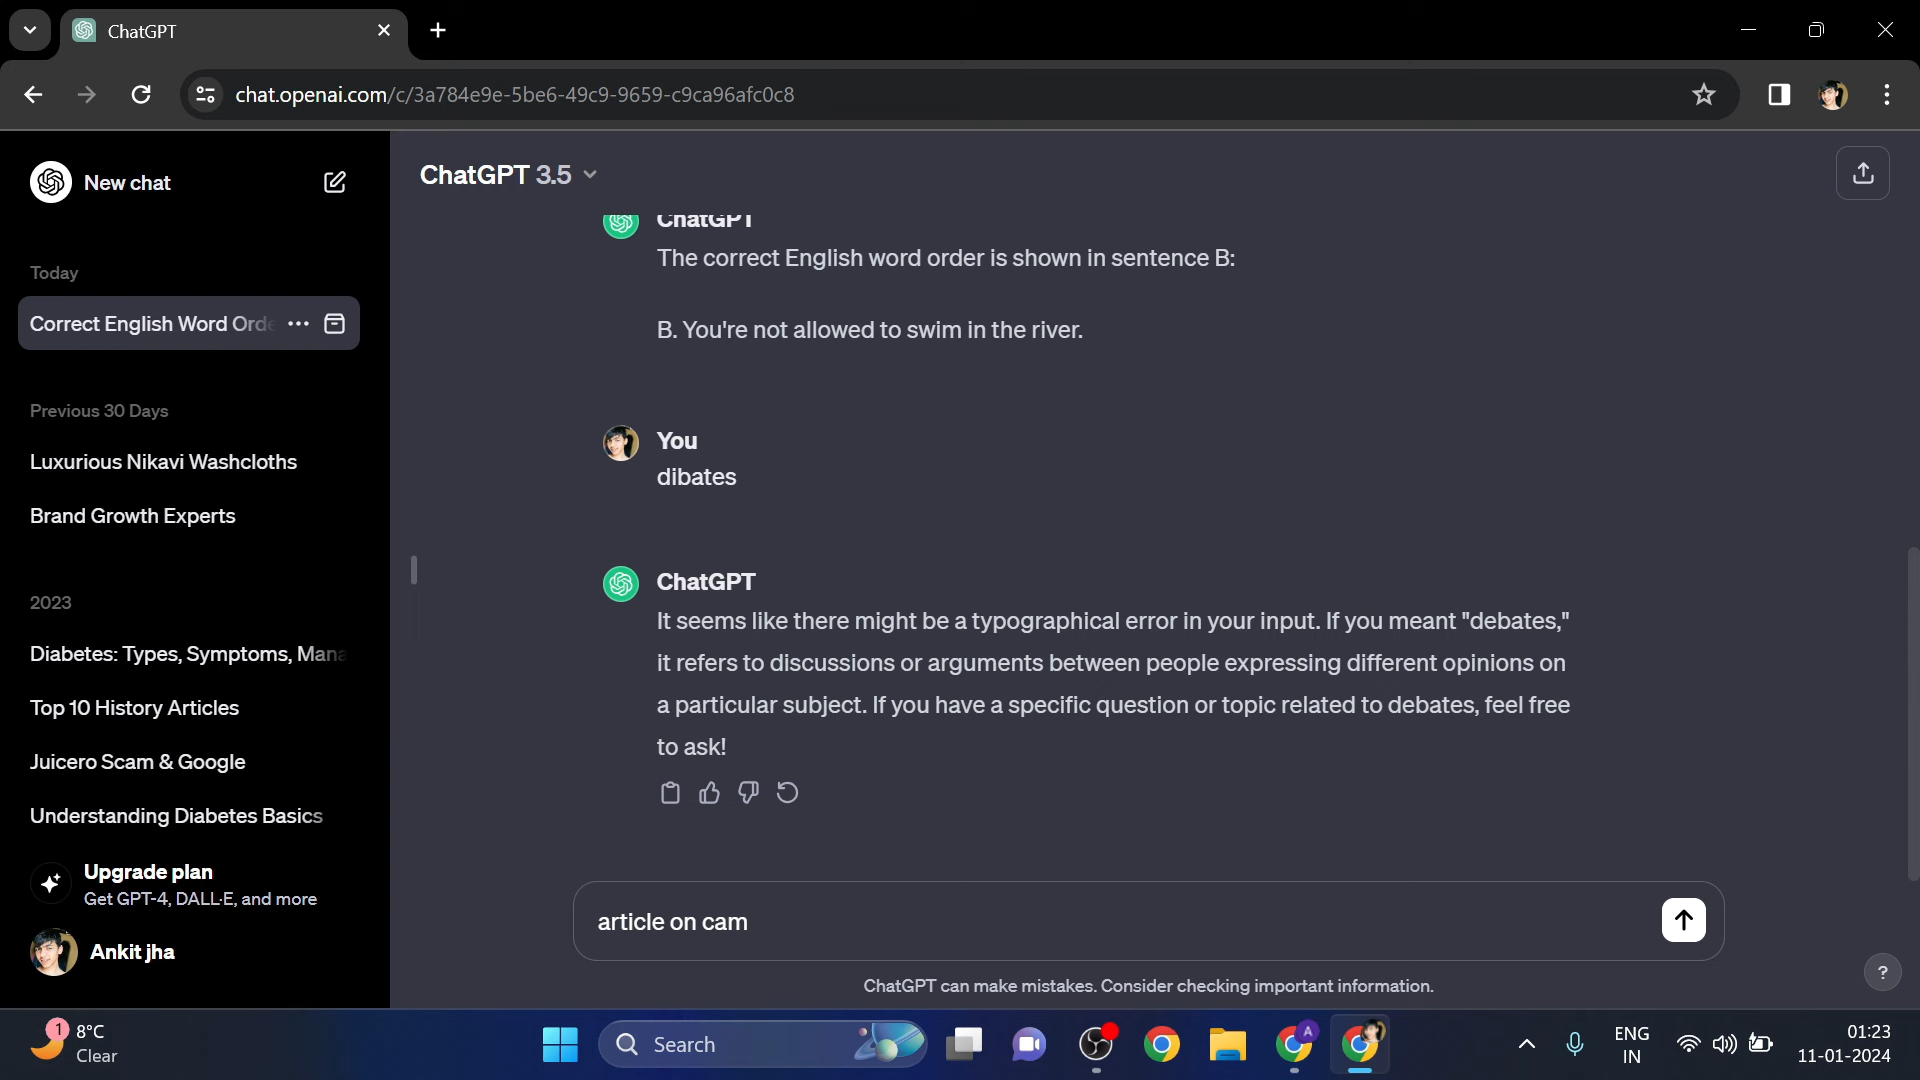 ChatGPT
chat.openai.com/c/3a784e9e-5be6-49c9-9659-c9ca96afc0c8
New chat
Today
Correct English Word Orde
Previous 30 Days
Luxurious Nikavi Washcloths
Brand Growth Experts
2023
Diabetes: Types, Symptoms, Mana
Top 10 History Articles
Juicero Scam & Google
Understanding Diabetes Basics
Upgrade plan
Get GPT-4, DALL·E, and more
Ankit jha
ChatGPT 3.5
ChatGPT
The correct English word order is shown in sentence B:
B. You're not allowed to swim in the river.
You
dibates
ChatGPT
It seems like there might be a typographical error in your input. If you meant "debates,"
it refers to discussions or arguments between people expressing different opinions on
a particular subject. If you have a specific question or topic related to debates, feel free
to ask!
article on cam
ChatGPT can make mistakes. Consider checking important information.
?
1
8°C
Clear
Search
A
ENG
IN
01:23
11-01-2024